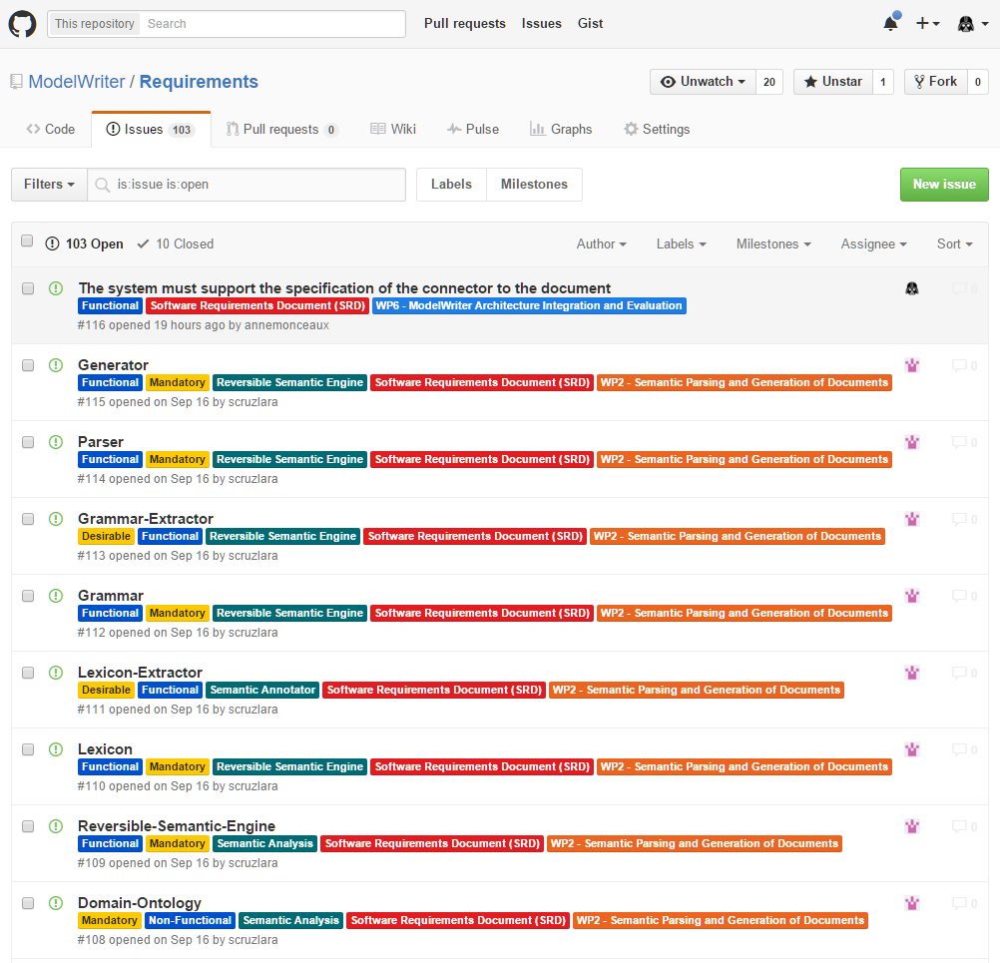 This repository Search Pull requests Issues Gist
ModelWriter / Requirements Unwatch 20 Unstar 1 Fork 0
Code Issues 103 Pull requests 0 Wiki Pulse Graphs Settings
Filters is:issue is:open Labels Milestones New issue
103 Open 10 Closed Author Labels Milestones Assignee Sort
The system must support the specification of the connector to the document 0
Functional Software Requirements Document (SRD) WP6 - ModelWriter Architecture Integration and Evaluation
#116 opened 19 hours ago by annemonceaux
Generator 0
Functional Mandatory Reversible Semantic Engine Software Requirements Document (SRD) WP2 - Semantic Parsing and Generation of Documents
#115 opened on Sep 16 by scruzlara
Parser 0
Functional Mandatory Reversible Semantic Engine Software Requirements Document (SRD) WP2 - Semantic Parsing and Generation of Documents
#114 opened on Sep 16 by scruzlara
Grammar-Extractor 0
Desirable Functional Reversible Semantic Engine Software Requirements Document (SRD) WP2 - Semantic Parsing and Generation of Documents
#113 opened on Sep 16 by scruzlara
Grammar 0
Functional Mandatory Reversible Semantic Engine Software Requirements Document (SRD) WP2 - Semantic Parsing and Generation of Documents
#112 opened on Sep 16 by scruzlara
Lexicon-Extractor 0
Desirable Functional Semantic Annotator Software Requirements Document (SRD) WP2 - Semantic Parsing and Generation of Documents
#111 opened on Sep 16 by scruzlara
Lexicon 0
Functional Mandatory Reversible Semantic Engine Software Requirements Document (SRD) WP2 - Semantic Parsing and Generation of Documents
#110 opened on Sep 16 by scruzlara
Reversible-Semantic-Engine 0
Functional Mandatory Semantic Analysis Software Requirements Document (SRD) WP2 - Semantic Parsing and Generation of Documents
#109 opened on Sep 16 by scruzlara
Domain-Ontology 0
Mandatory Non-Functional Semantic Analysis Software Requirements Document (SRD) WP2 - Semantic Parsing and Generation of Documents
#108 opened on Sep 16 by scruzlara